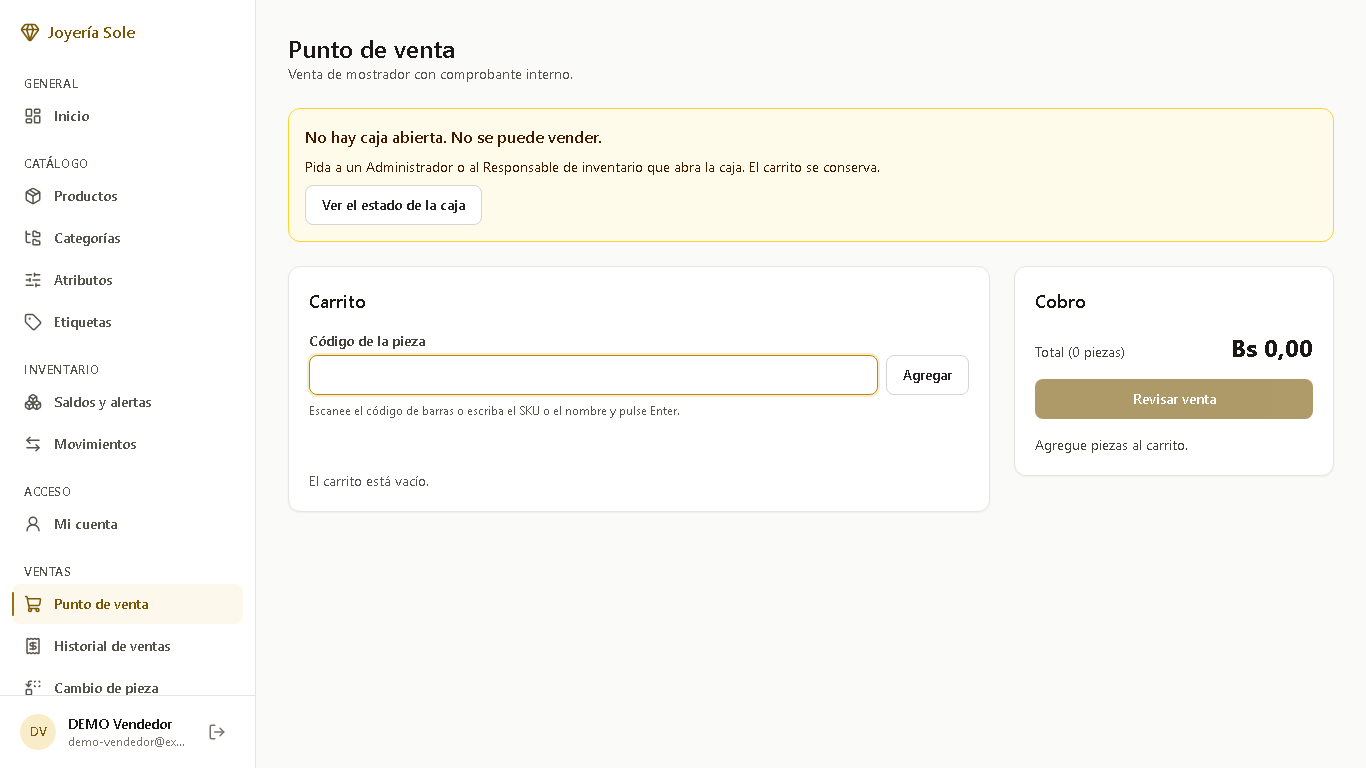 Joyería Sole
GENERAL
Inicio
CATÁLOGO
Productos
Categorías
Atributos
Etiquetas
INVENTARIO
Saldos y alertas
Movimientos
ACCESO
Mi cuenta
VENTAS
Punto de venta
Historial de ventas
Cambio de pieza
DV
DEMO Vendedor
demo-vendedor@ex...
Punto de venta
Venta de mostrador con comprobante interno.
No hay caja abierta. No se puede vender.
Pida a un Administrador o al Responsable de inventario que abra la caja. El carrito se conserva.
Ver el estado de la caja
Carrito
Código de la pieza
Agregar
Escanee el código de barras o escriba el SKU o el nombre y pulse Enter.
El carrito está vacío.
Cobro
Total (0 piezas) Bs 0,00
Revisar venta
Agregue piezas al carrito.